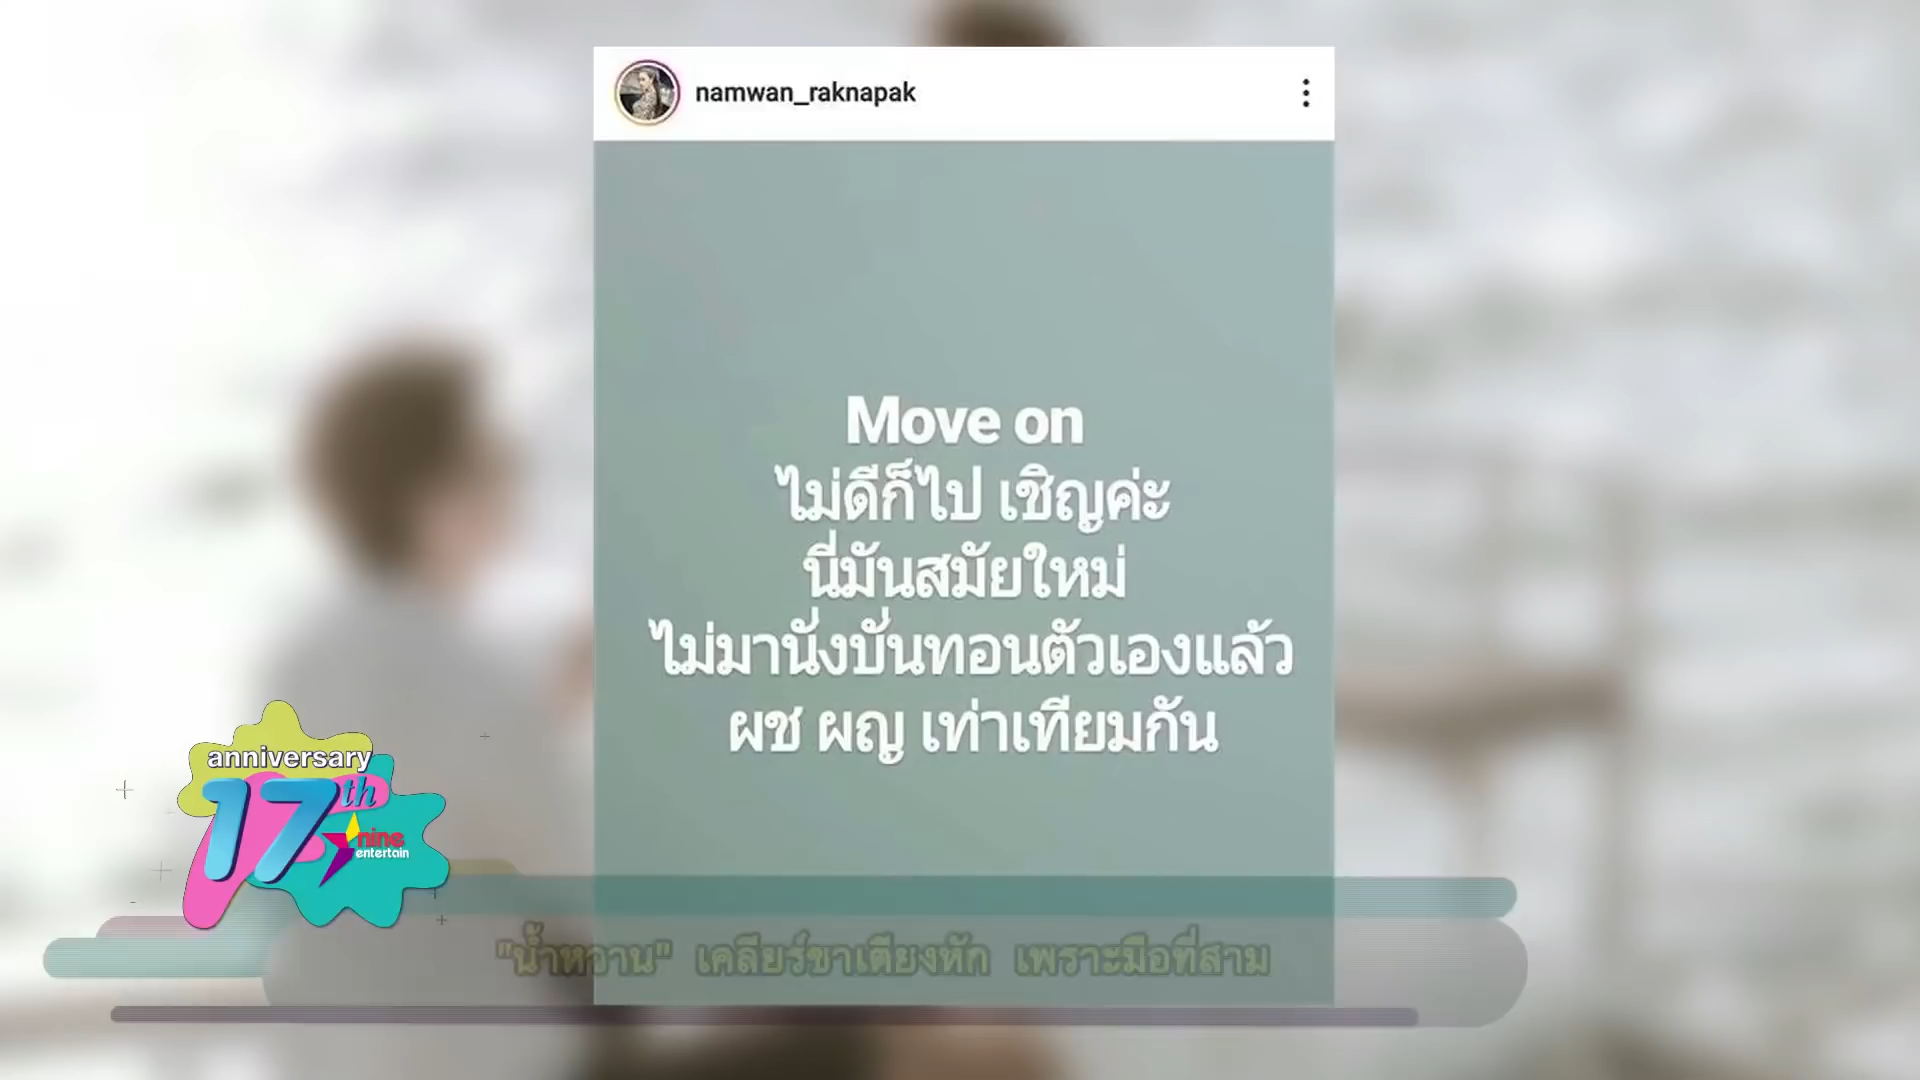 namwan_raknapak
Move on
ไม่ดีก็ไป เชิญค่ะ
นี่มันสมัยใหม่
ไม่มานั่งบั่นทอนตัวเองแล้ว
ผช ผญ เท่าเทียมกัน
anniversary
17th
nine
entertain
"น้ำหวาน" เคลียร์ขาเตียงหัก เพราะมือที่สาม